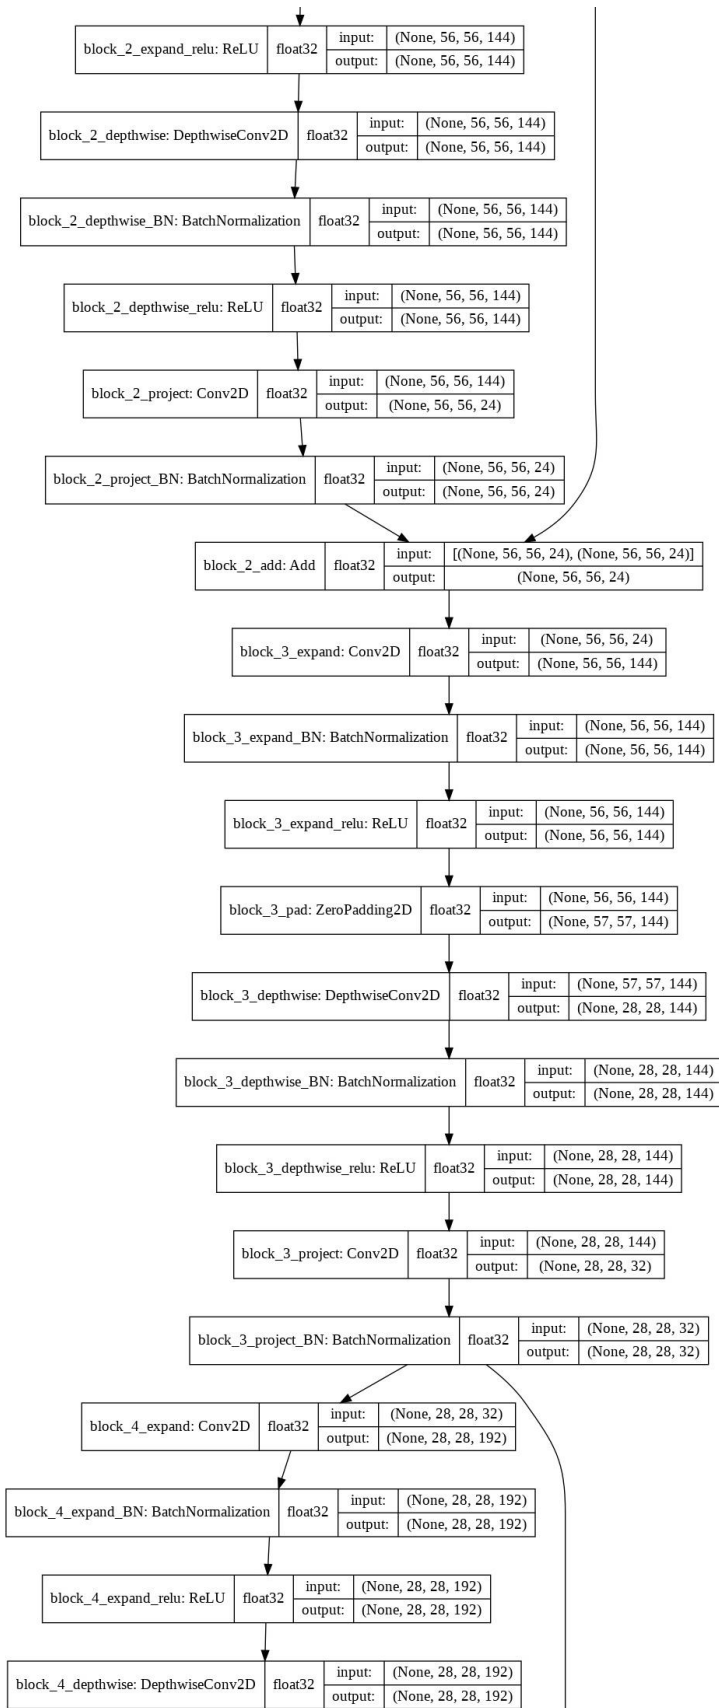 block_2_expand_relu: ReLU float32 input: (None, 56, 56, 144)
output: (None, 56, 56, 144)
block_2_depthwise: DepthwiseConv2D float32 input: (None, 56, 56, 144)
output: (None, 56, 56, 144)
block_2_depthwise_BN: BatchNormalization float32 input: (None, 56, 56, 144)
output: (None, 56, 56, 144)
block_2_depthwise_relu: ReLU float32 input: (None, 56, 56, 144)
output: (None, 56, 56, 144)
block_2_project: Conv2D float32 input: (None, 56, 56, 144)
output: (None, 56, 56, 24)
block_2_project_BN: BatchNormalization float32 input: (None, 56, 56, 24)
output: (None, 56, 56, 24)
block_2_add: Add float32 input: [(None, 56, 56, 24), (None, 56, 56, 24)]
output: (None, 56, 56, 24)
block_3_expand: Conv2D float32 input: (None, 56, 56, 24)
output: (None, 56, 56, 144)
block_3_expand_BN: BatchNormalization float32 input: (None, 56, 56, 144)
output: (None, 56, 56, 144)
block_3_expand_relu: ReLU float32 input: (None, 56, 56, 144)
output: (None, 56, 56, 144)
block_3_pad: ZeroPadding2D float32 input: (None, 56, 56, 144)
output: (None, 57, 57, 144)
block_3_depthwise: DepthwiseConv2D float32 input: (None, 57, 57, 144)
output: (None, 28, 28, 144)
block_3_depthwise_BN: BatchNormalization float32 input: (None, 28, 28, 144)
output: (None, 28, 28, 144)
block_3_depthwise_relu: ReLU float32 input: (None, 28, 28, 144)
output: (None, 28, 28, 144)
block_3_project: Conv2D float32 input: (None, 28, 28, 144)
output: (None, 28, 28, 32)
block_3_project_BN: BatchNormalization float32 input: (None, 28, 28, 32)
output: (None, 28, 28, 32)
block_4_expand: Conv2D float32 input: (None, 28, 28, 32)
output: (None, 28, 28, 192)
block_4_expand_BN: BatchNormalization float32 input: (None, 28, 28, 192)
output: (None, 28, 28, 192)
block_4_expand_relu: ReLU float32 input: (None, 28, 28, 192)
output: (None, 28, 28, 192)
block_4_depthwise: DepthwiseConv2D float32 input: (None, 28, 28, 192)
output: (None, 28, 28, 192)